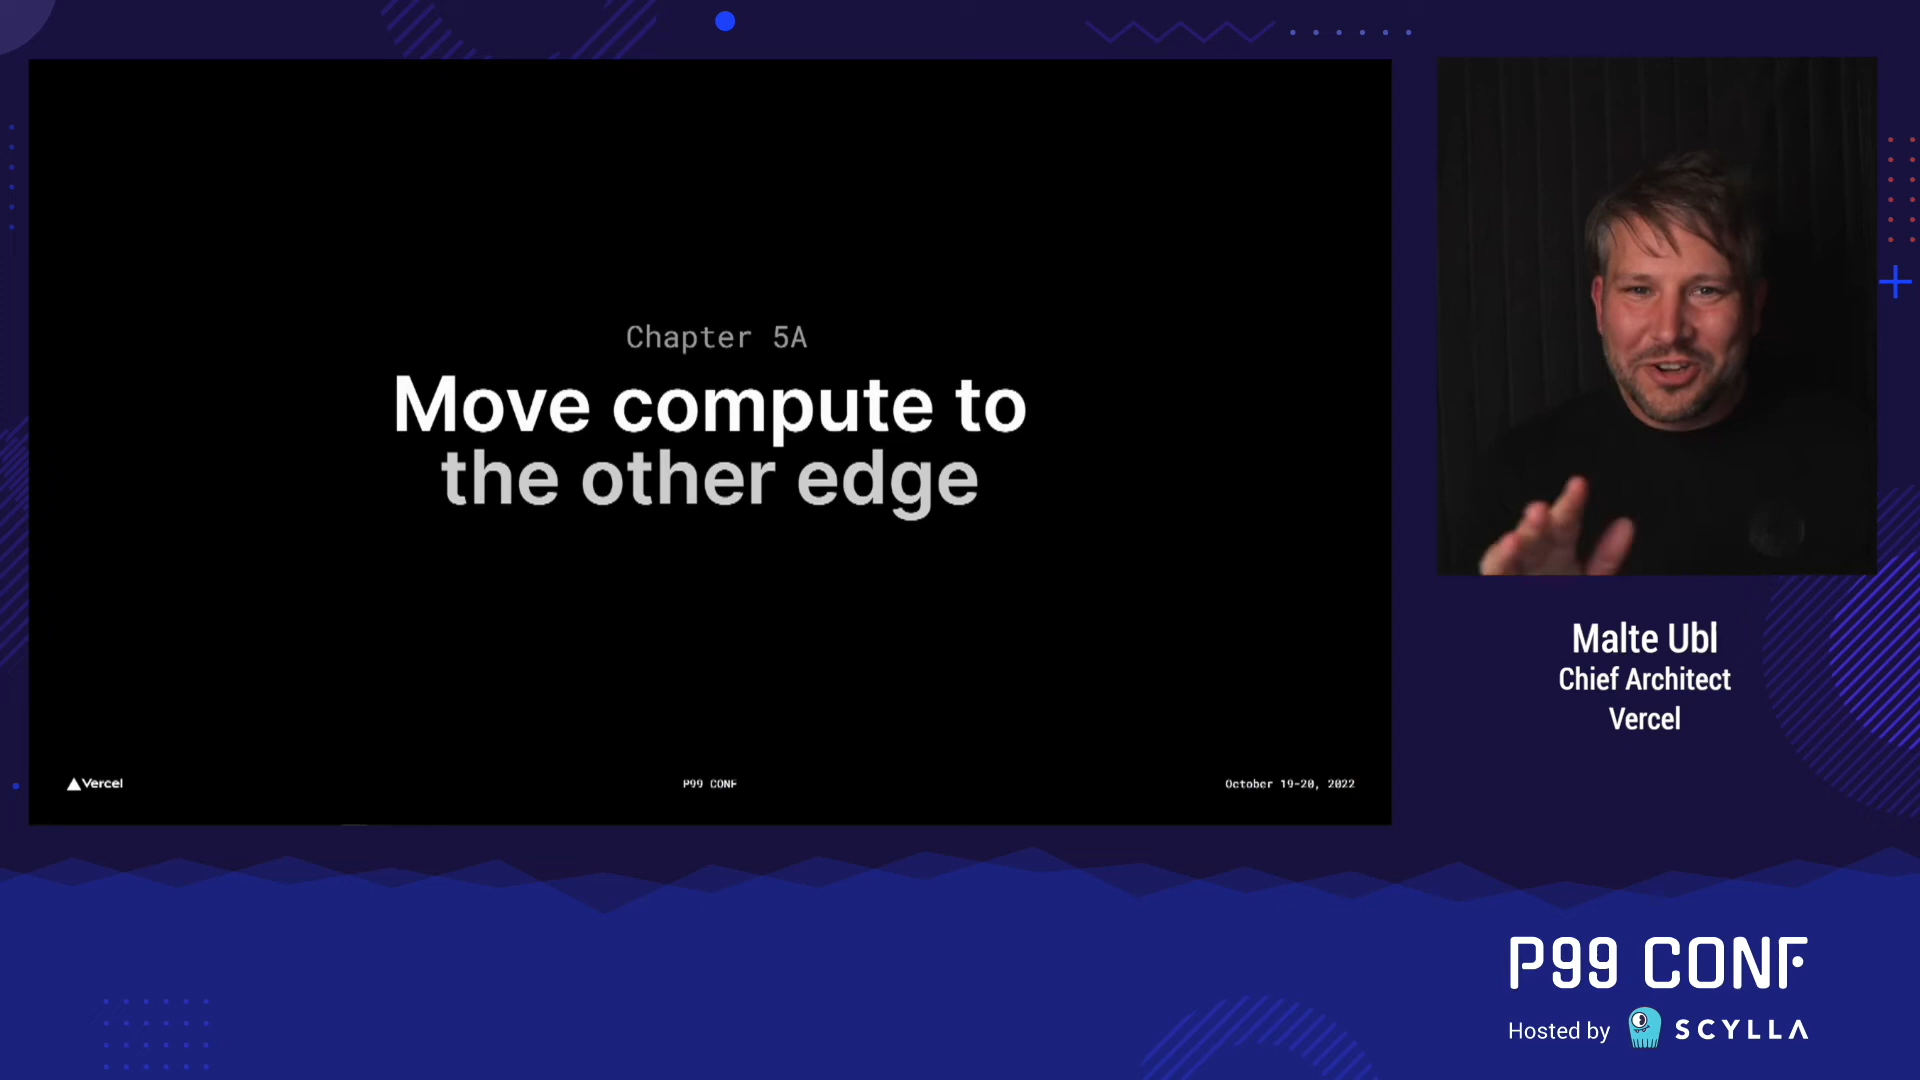 Chapter 5A
Move compute to
the other edge
Vercel
P99 CONF
October 19-20, 2022
Malte Ubl
Chief Architect
Vercel
P99 CONF
Hosted by SCYLLA